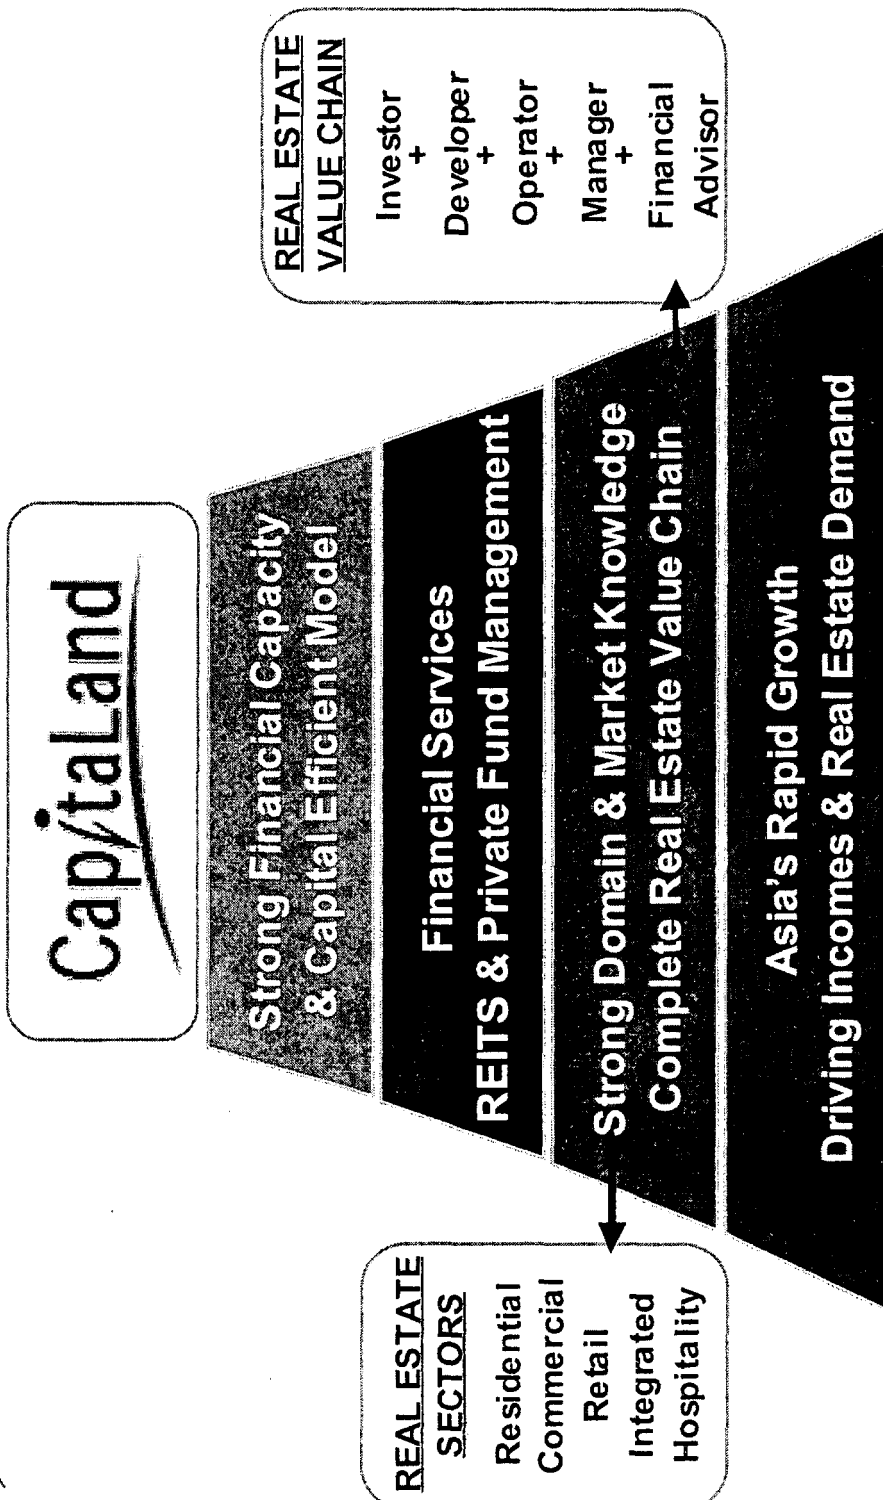 CapitaLand
Strong Financial Capacity
& Capital Efficient Model
Financial Services
REITS & Private Fund Management
Strong Domain & Market Knowledge
Complete Real Estate Value Chain
Asia's Rapid Growth
Driving Incomes & Real Estate Demand
REAL ESTATE
SECTORS
Residential
Commercial
Retail
Integrated
Hospitality
REAL ESTATE
VALUE CHAIN
Investor
+
Developer
+
Operator
+
Manager
+
Financial
Advisor